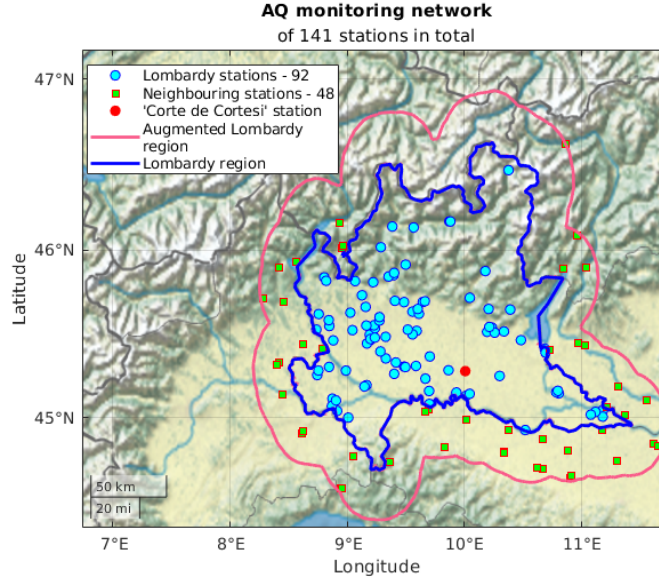 AQ monitoring network
of 141 stations in total
Lombardy stations - 92
Neighbouring stations - 48
'Corte de Cortesi' station
Augmented Lombardy
region
Lombardy region
47°N
46°N
45°N
Latitude
50 km
20 mi
7°E
8°E
9°E
10°E
11°E
Longitude